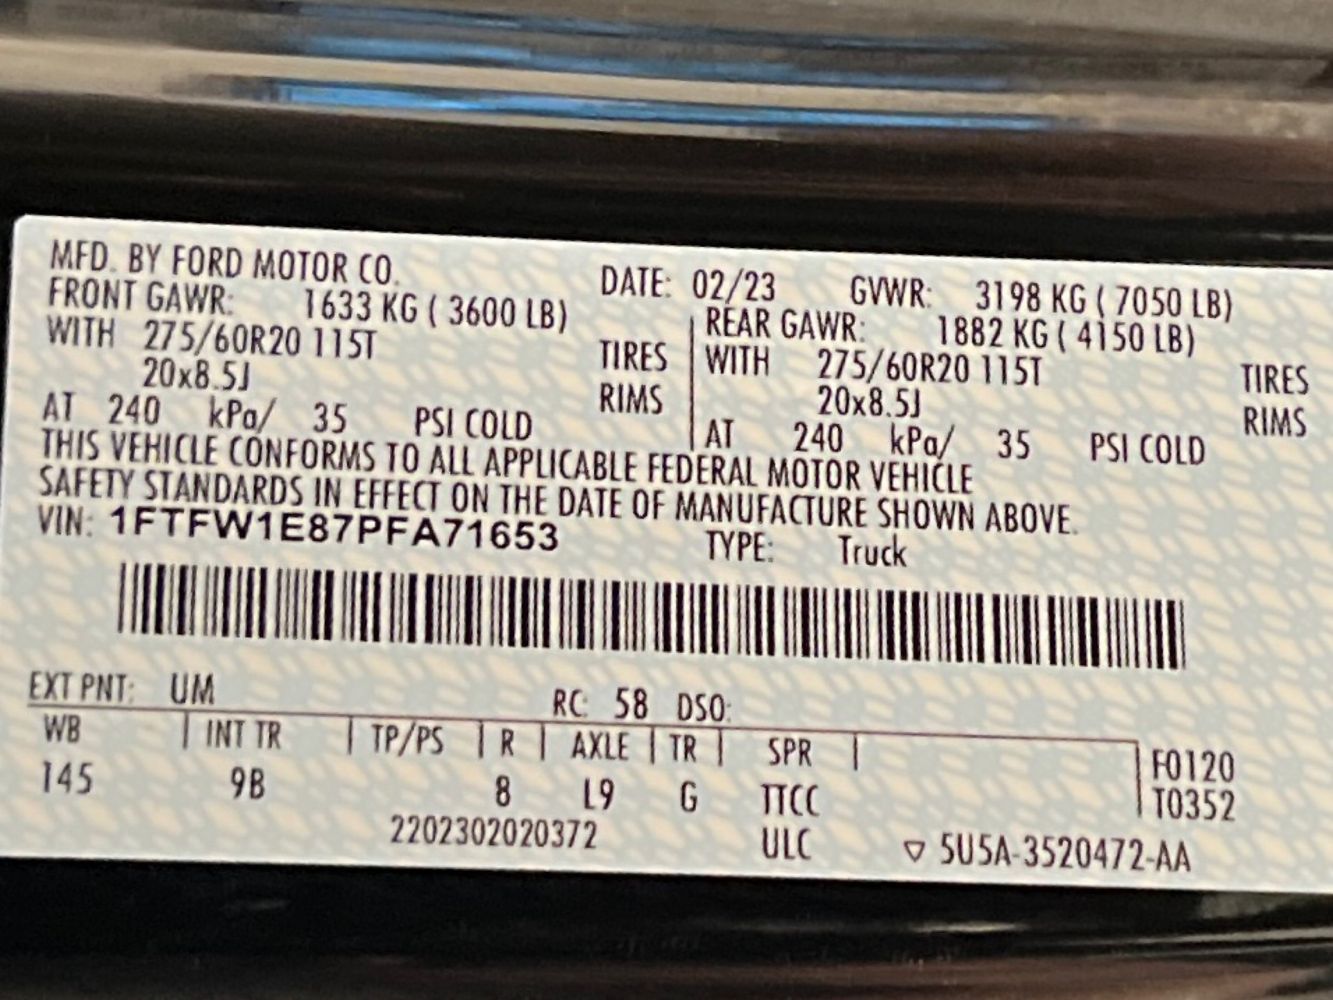 MFD. BY FORD MOTOR CO. DATE: 02/23 GVWR: 3198 KG ( 7050 LB)
FRONT GAWR: 1633 KG ( 3600 LB) REAR GAWR: 1882 KG ( 4150 LB)
WITH 275/60R20 115T TIRES WITH 275/60R20 115T TIRES
20x8.5J RIMS 20x8.5J RIMS
AT 240 kPa/ 35 PSI COLD AT 240 kPa/ 35 PSI COLD
THIS VEHICLE CONFORMS TO ALL APPLICABLE FEDERAL MOTOR VEHICLE
SAFETY STANDARDS IN EFFECT ON THE DATE OF MANUFACTURE SHOWN ABOVE.
VIN: 1FTFW1E87PFA71653 TYPE: Truck
EXT PNT: UM RC: 58 DSO:
WB | INT TR | TP/PS | R | AXLE | TR | SPR | F0120
145 9B 8 L9 G TTCC T0352
2202302020372 ULC ▽ 5U5A-3520472-AA